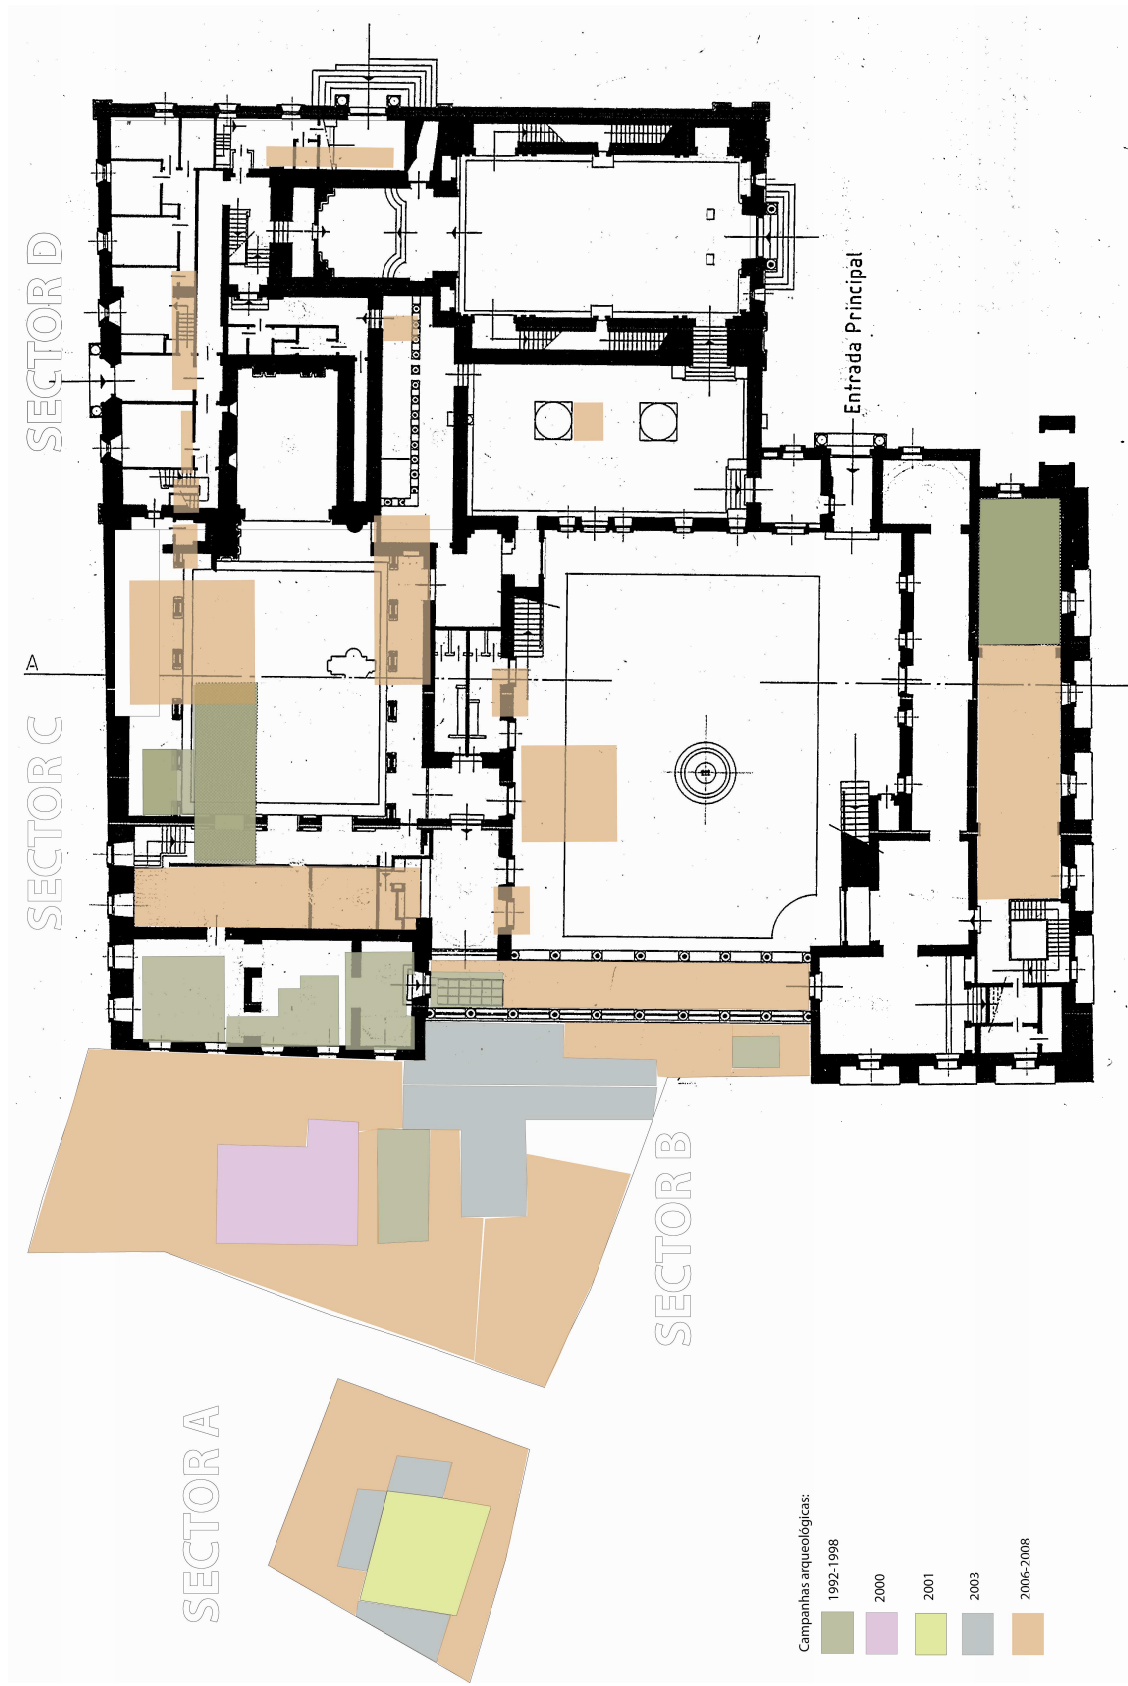 SECTOR D
Entrada Principal
A
SECTOR C
SECTOR B
SECTOR A
Campanhas arqueológicas:
1992-1998
2000
2001
2003
2006-2008